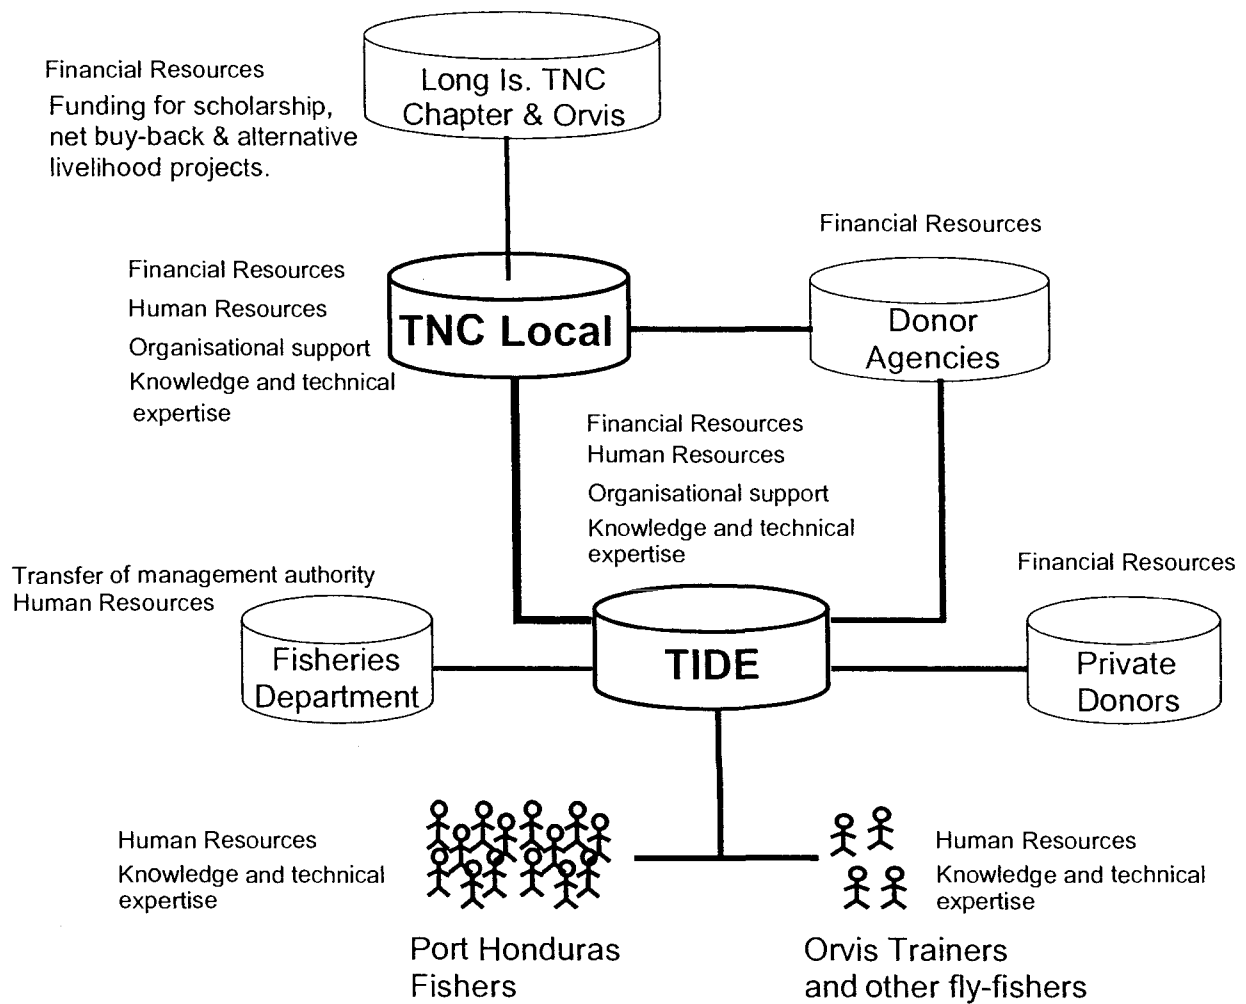 Financial Resources
Funding for scholarship,
net buy-back & alternative
livelihood projects.
Long Is. TNC
Chapter & Orvis
Financial Resources
Financial Resources
Human Resources
Organisational support
Knowledge and technical
expertise
TNC Local
Donor
Agencies
Financial Resources
Human Resources
Organisational support
Knowledge and technical
expertise
Transfer of management authority
Human Resources
Financial Resources
Fisheries
Department
TIDE
Private
Donors
Human Resources
Knowledge and technical
expertise
Human Resources
Knowledge and technical
expertise
Port Honduras
Fishers
Orvis Trainers
and other fly-fishers